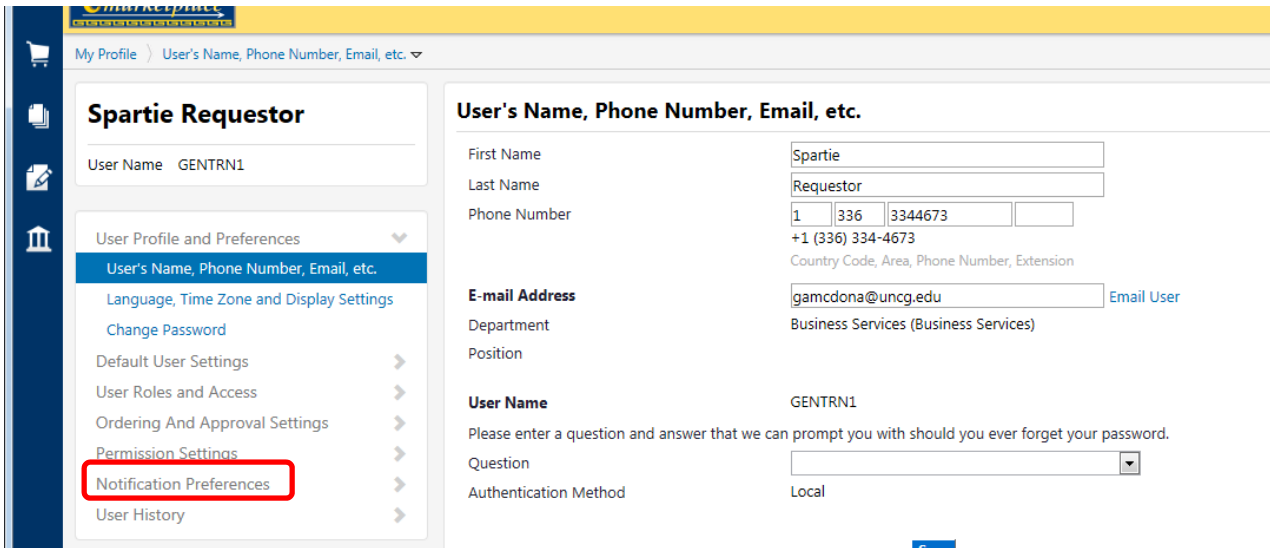 emarketplace
My Profile 〉 User's Name, Phone Number, Email, etc.
Spartie Requestor
User Name GENTRN1
User Profile and Preferences
User's Name, Phone Number, Email, etc.
Language, Time Zone and Display Settings
Change Password
Default User Settings
User Roles and Access
Ordering And Approval Settings
Permission Settings
Notification Preferences
User History
User's Name, Phone Number, Email, etc.
First Name Spartie
Last Name Requestor
Phone Number 1 336 3344673
+1 (336) 334-4673
Country Code, Area, Phone Number, Extension
E-mail Address gamcdona@uncg.edu Email User
Department Business Services (Business Services)
Position
User Name GENTRN1
Please enter a question and answer that we can prompt you with should you ever forget your password.
Question
Authentication Method Local